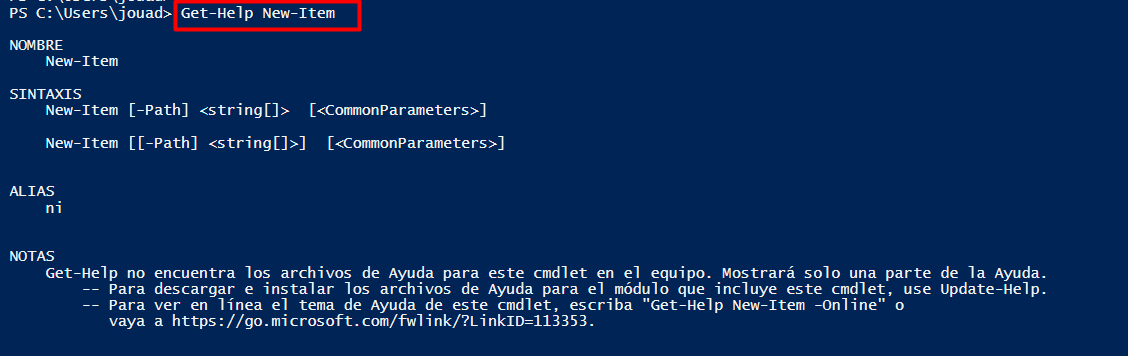 PS C:\Users\jouad> Get-Help New-Item
NOMBRE
New-Item
SINTAXIS
New-Item [-Path] <string[]> [<CommonParameters>]
New-Item [[-Path] <string[]>] [<CommonParameters>]
ALIAS
ni
NOTAS
Get-Help no encuentra los archivos de Ayuda para este cmdlet en el equipo. Mostrará solo una parte de la Ayuda.
-- Para descargar e instalar los archivos de Ayuda para el módulo que incluye este cmdlet, use Update-Help.
-- Para ver en línea el tema de Ayuda de este cmdlet, escriba "Get-Help New-Item -Online" o
vaya a https://go.microsoft.com/fwlink/?LinkID=113353.